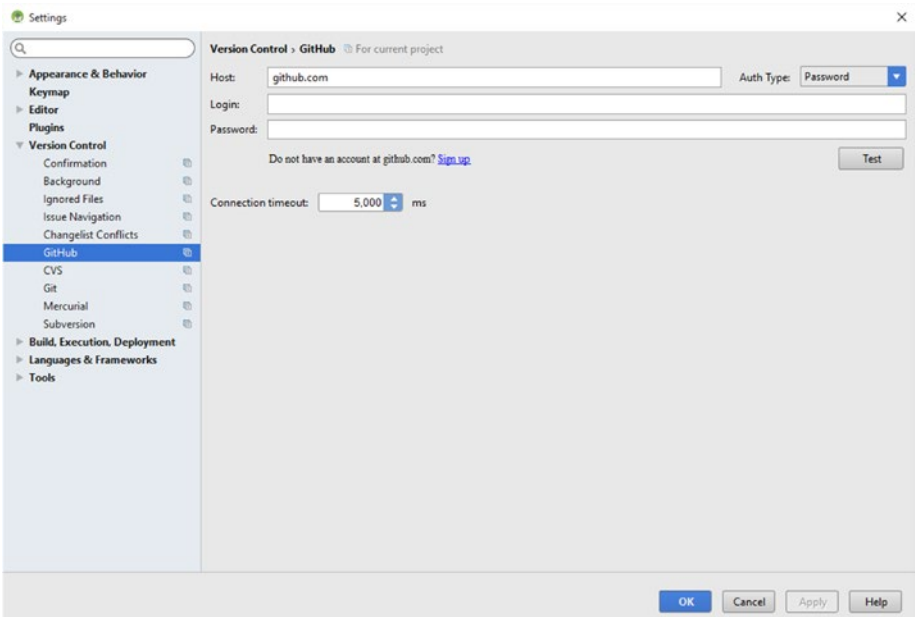 Settings
Version Control › GitHub For current project
Appearance & Behavior
Keymap
Editor
Plugins
Version Control
Confirmation
Background
Ignored Files
Issue Navigation
Changelist Conflicts
GitHub
CVS
Git
Mercurial
Subversion
Build, Execution, Deployment
Languages & Frameworks
Tools
Host: github.com Auth Type: Password
Login:
Password:
Do not have an account at github.com? Sign up
Test
Connection timeout: 5,000 ms
OK Cancel Apply Help